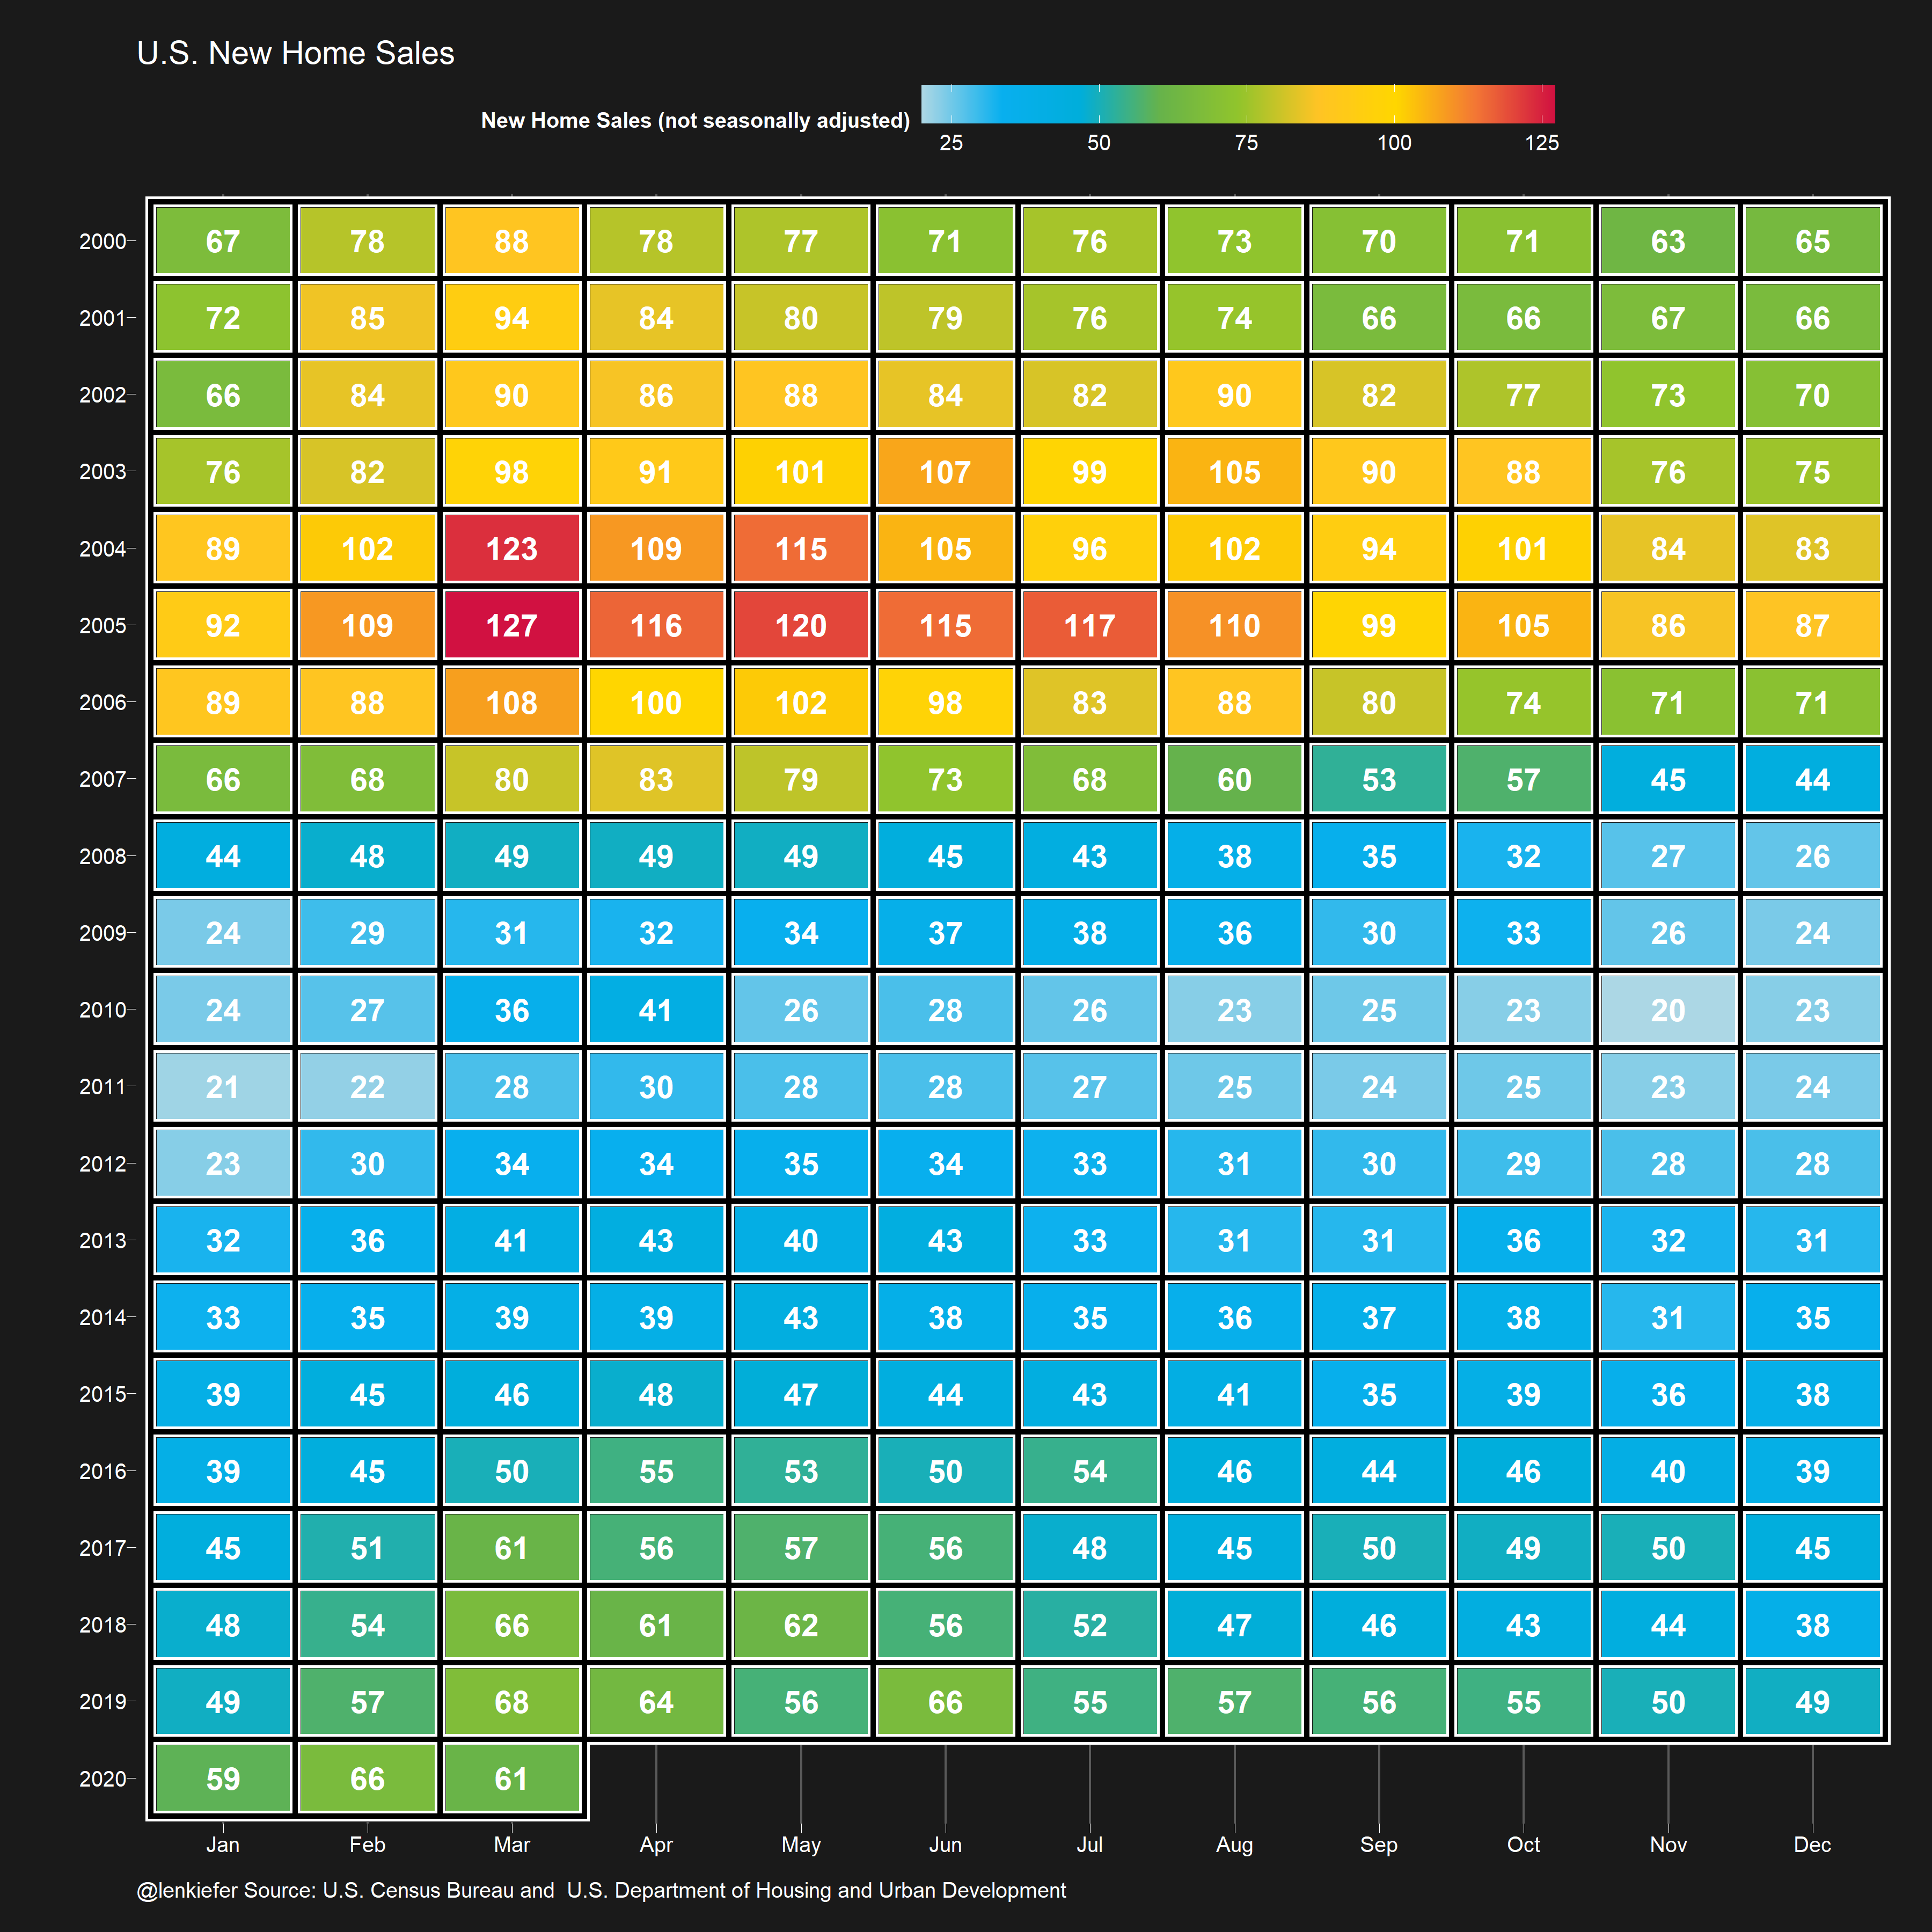 U.S. New Home Sales
New Home Sales (not seasonally adjusted)
25 50 75 100 125
2000 67 78 88 78 77 71 76 73 70 71 63 65
2001 72 85 94 84 80 79 76 74 66 66 67 66
2002 66 84 90 86 88 84 82 90 82 77 73 70
2003 76 82 98 91 101 107 99 105 90 88 76 75
2004 89 102 123 109 115 105 96 102 94 101 84 83
2005 92 109 127 116 120 115 117 110 99 105 86 87
2006 89 88 108 100 102 98 83 88 80 74 71 71
2007 66 68 80 83 79 73 68 60 53 57 45 44
2008 44 48 49 49 49 45 43 38 35 32 27 26
2009 24 29 31 32 34 37 38 36 30 33 26 24
2010 24 27 36 41 26 28 26 23 25 23 20 23
2011 21 22 28 30 28 28 27 25 24 25 23 24
2012 23 30 34 34 35 34 33 31 30 29 28 28
2013 32 36 41 43 40 43 33 31 31 36 32 31
2014 33 35 39 39 43 38 35 36 37 38 31 35
2015 39 45 46 48 47 44 43 41 35 39 36 38
2016 39 45 50 55 53 50 54 46 44 46 40 39
2017 45 51 61 56 57 56 48 45 50 49 50 45
2018 48 54 66 61 62 56 52 47 46 43 44 38
2019 49 57 68 64 56 66 55 57 56 55 50 49
2020 59 66 61
Jan Feb Mar Apr May Jun Jul Aug Sep Oct Nov Dec
@lenkiefer Source: U.S. Census Bureau and  U.S. Department of Housing and Urban Development